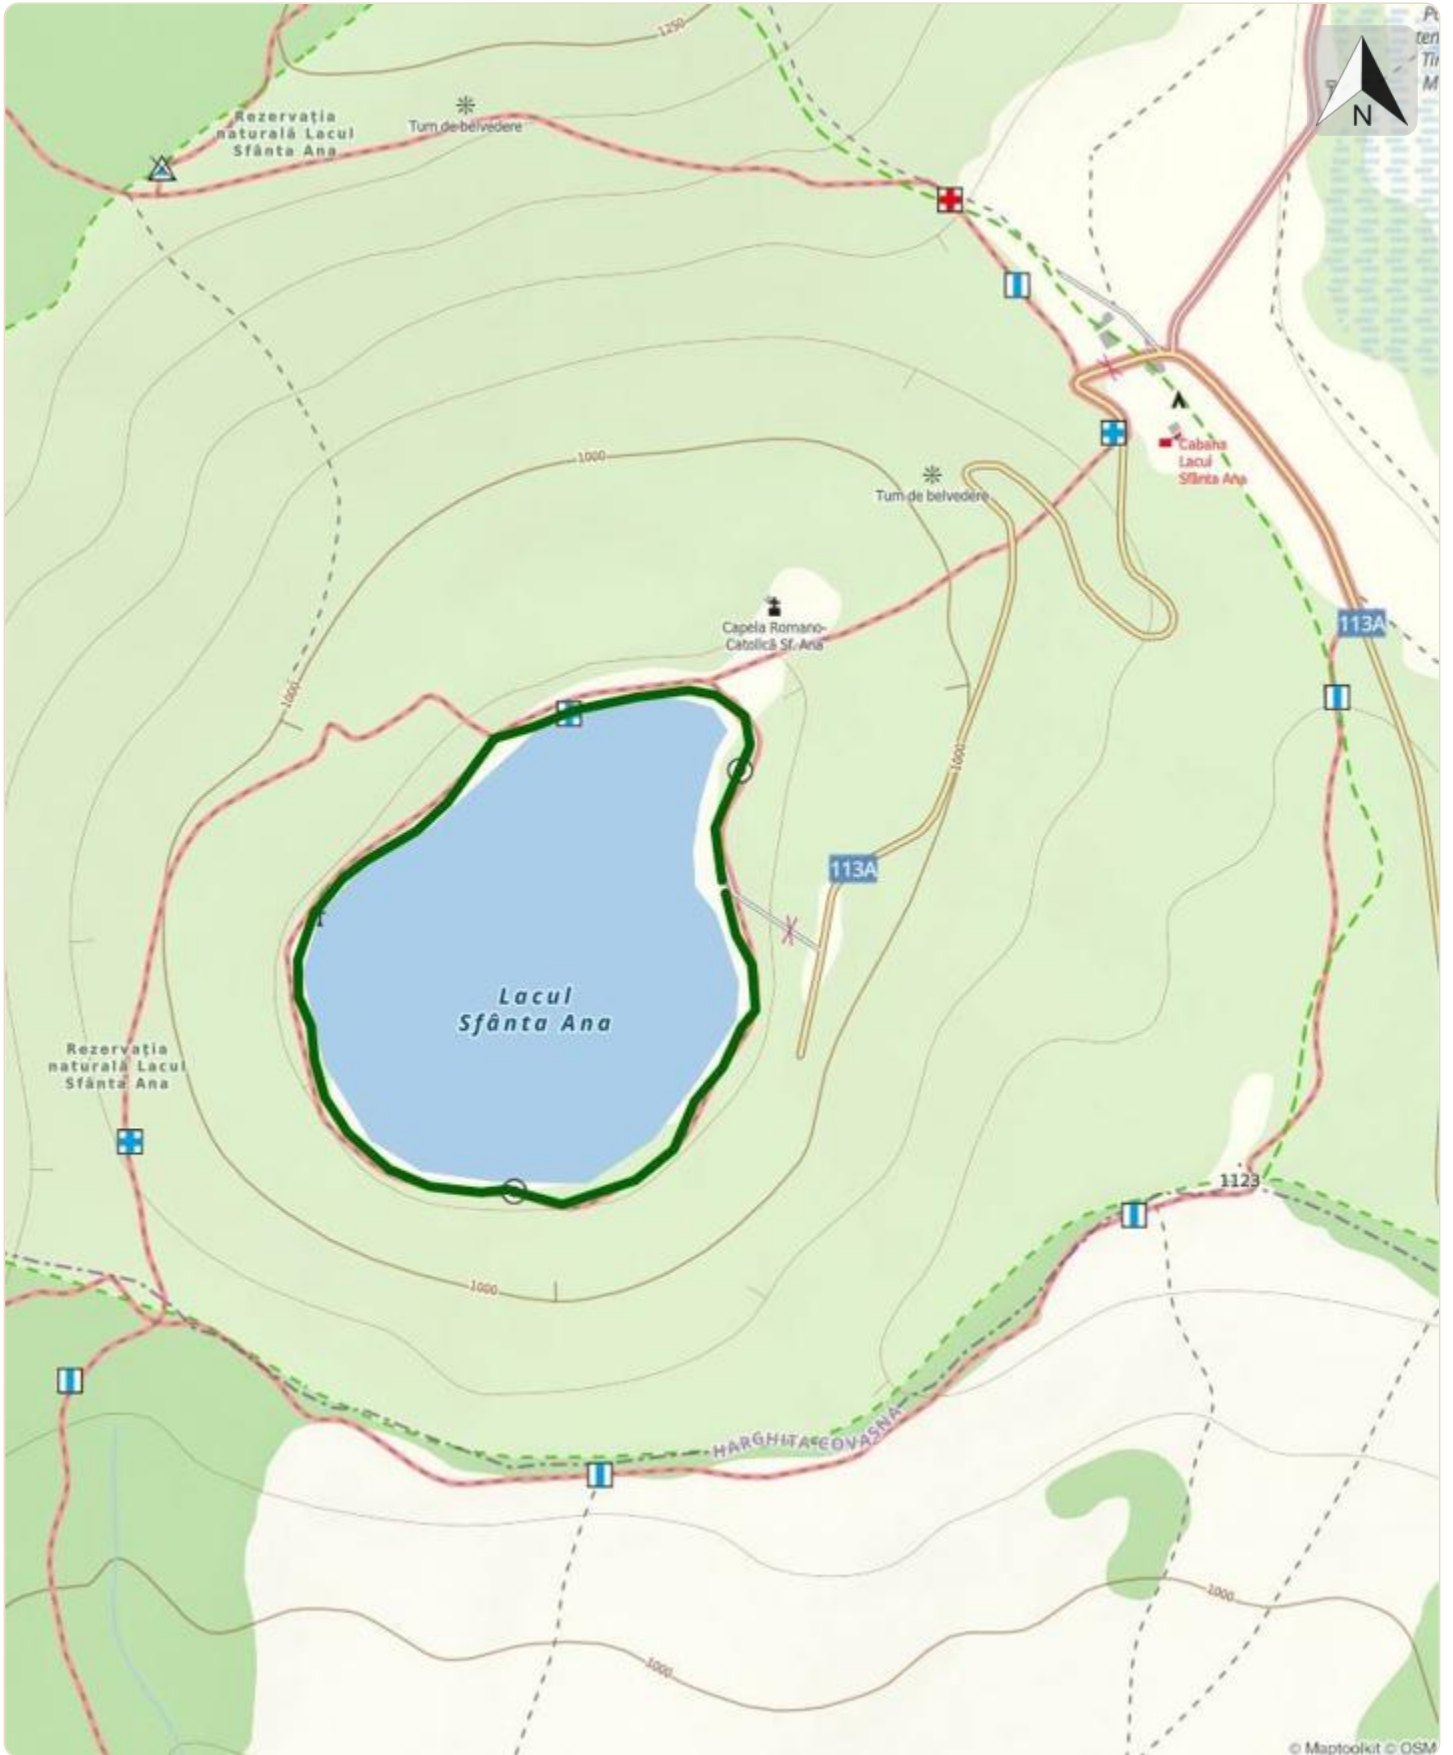 1250
N
Rezervația
naturală Lacul
Sfânta Ana
Turn de belvedere
Cabana
Lacul
Sfânta Ana
1000
Turn de belvedere
Capela Romano-
Catolică Sf. Ana
113A
1000
1000
113A
Lacul
Sfânta Ana
Rezervația
naturală Lacul
Sfânta Ana
1123
1000
HARGHITA
COVASNA
1000
1000
© Maptoolkit © OSM